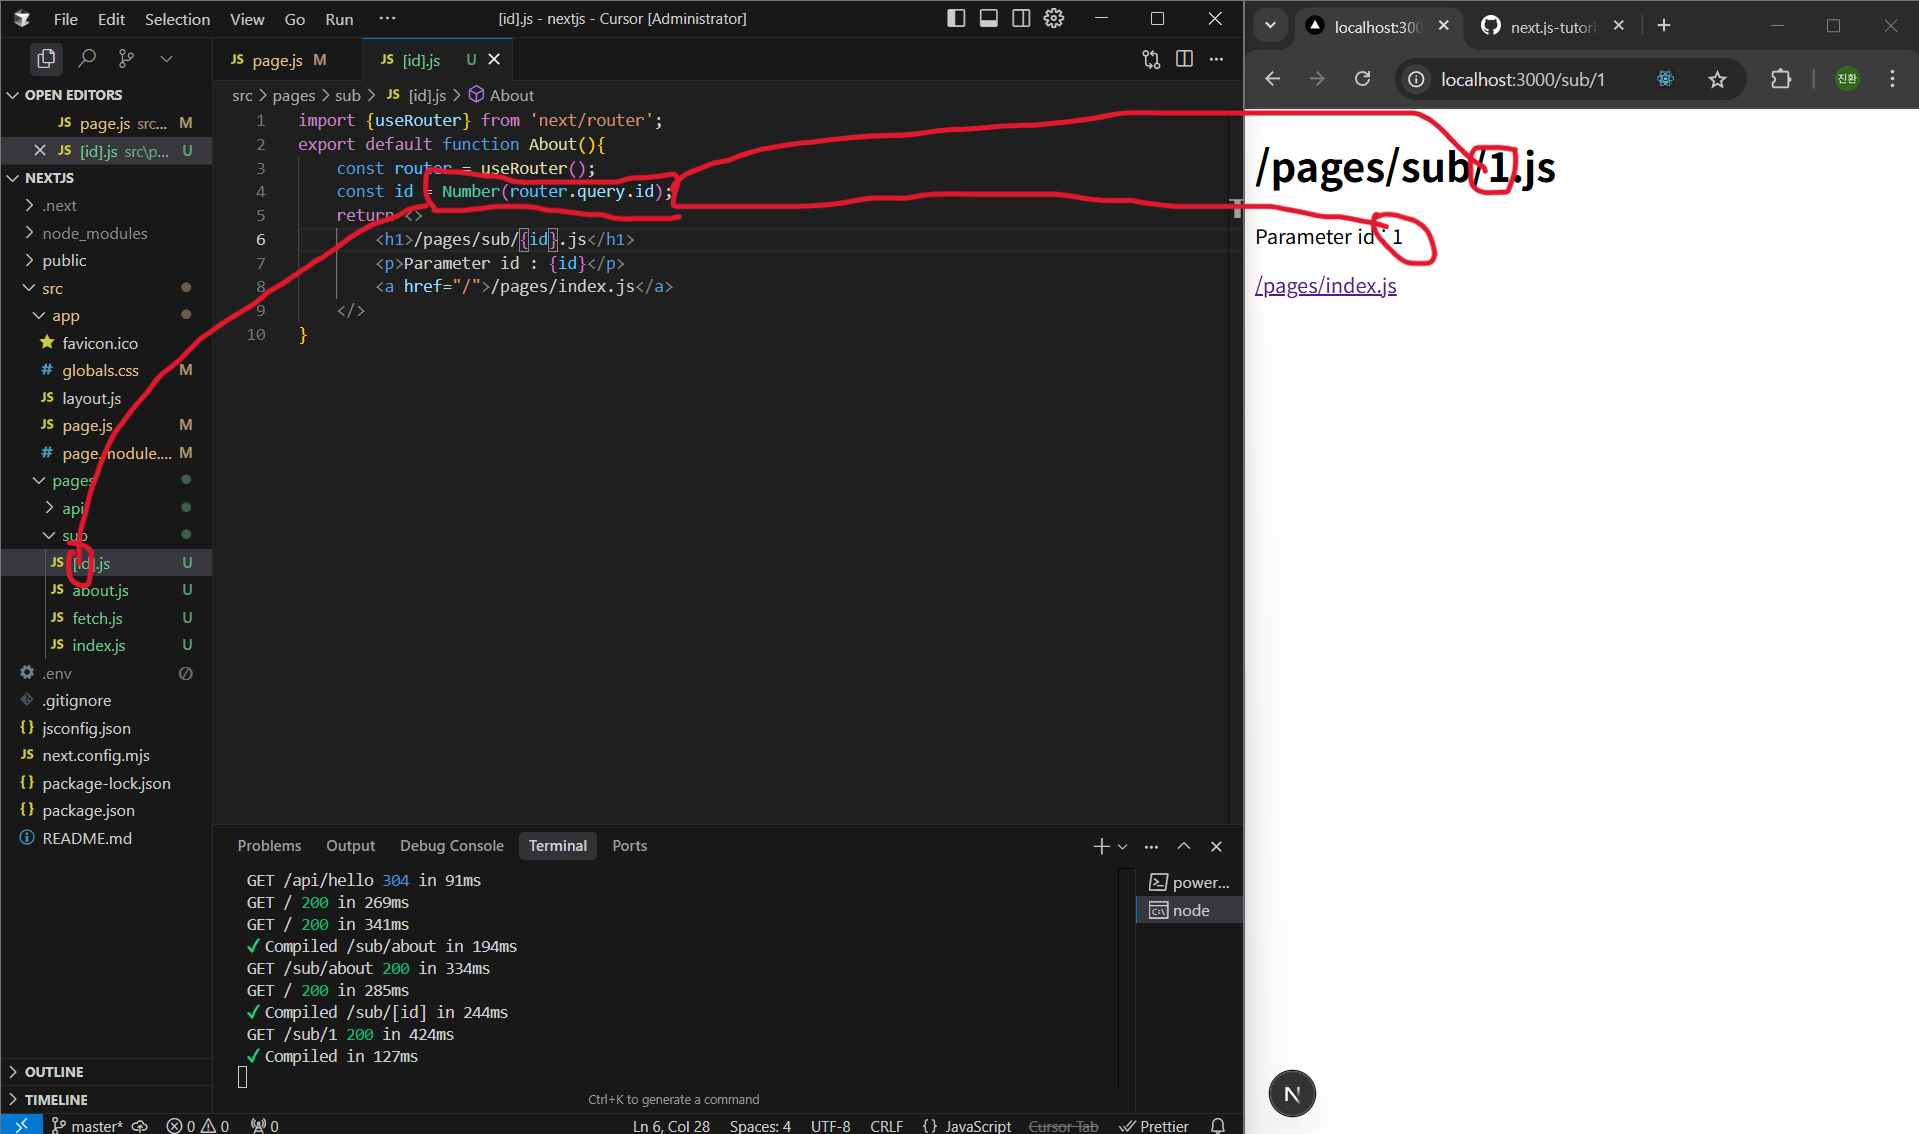 File Edit Selection View Go Run ··· [id].js - nextjs - Cursor [Administrator]
OPEN EDITORS
JS page.js src... M
JS [id].js src\p... U
NEXTJS
.next
node_modules
public
src
app
favicon.ico
# globals.css M
JS layout.js
JS page.js M
# page.module.... M
pages
api
sub
JS [id].js U
JS about.js U
JS fetch.js U
JS index.js U
.env
.gitignore
{} jsconfig.json
JS next.config.mjs
{} package-lock.json
{} package.json
README.md
OUTLINE
TIMELINE
JS page.js M JS [id].js U
src > pages > sub > JS [id].js > About
1 import {useRouter} from 'next/router';
2 export default function About(){
3 const router = useRouter();
4 const id = Number(router.query.id);
5 return <>
6 <h1>/pages/sub/{id}.js</h1>
7 <p>Parameter id : {id}</p>
8 <a href="/">/pages/index.js</a>
9 </>
10 }
Problems Output Debug Console Terminal Ports
GET /api/hello 304 in 91ms
GET / 200 in 269ms
GET / 200 in 341ms
✓ Compiled /sub/about in 194ms
GET /sub/about 200 in 334ms
GET / 200 in 285ms
✓ Compiled /sub/[id] in 244ms
GET /sub/1 200 in 424ms
✓ Compiled in 127ms
power...
node
Ctrl+K to generate a command
master* 0 0 0 Ln 6, Col 28 Spaces: 4 UTF-8 CRLF {} JavaScript Cursor Tab Prettier
localhost:300 next.js-tutori
localhost:3000/sub/1 진환
/pages/sub/1.js
Parameter id : 1
/pages/index.js
N